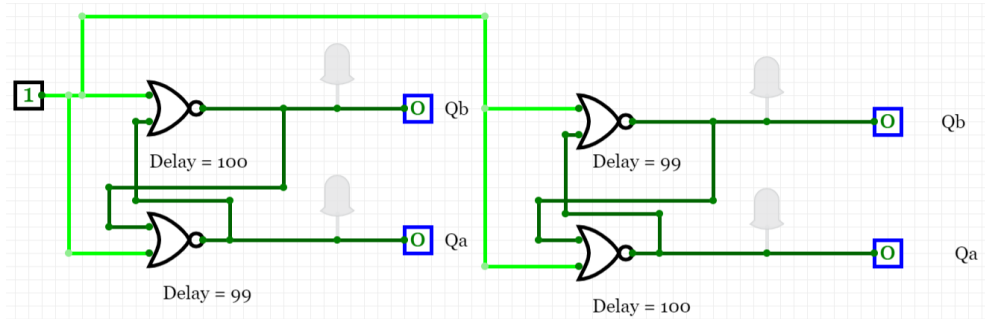 1
O
Qb
O
Qb
Delay = 100
Delay = 99
O
Qa
O
Qa
Delay = 99
Delay = 100